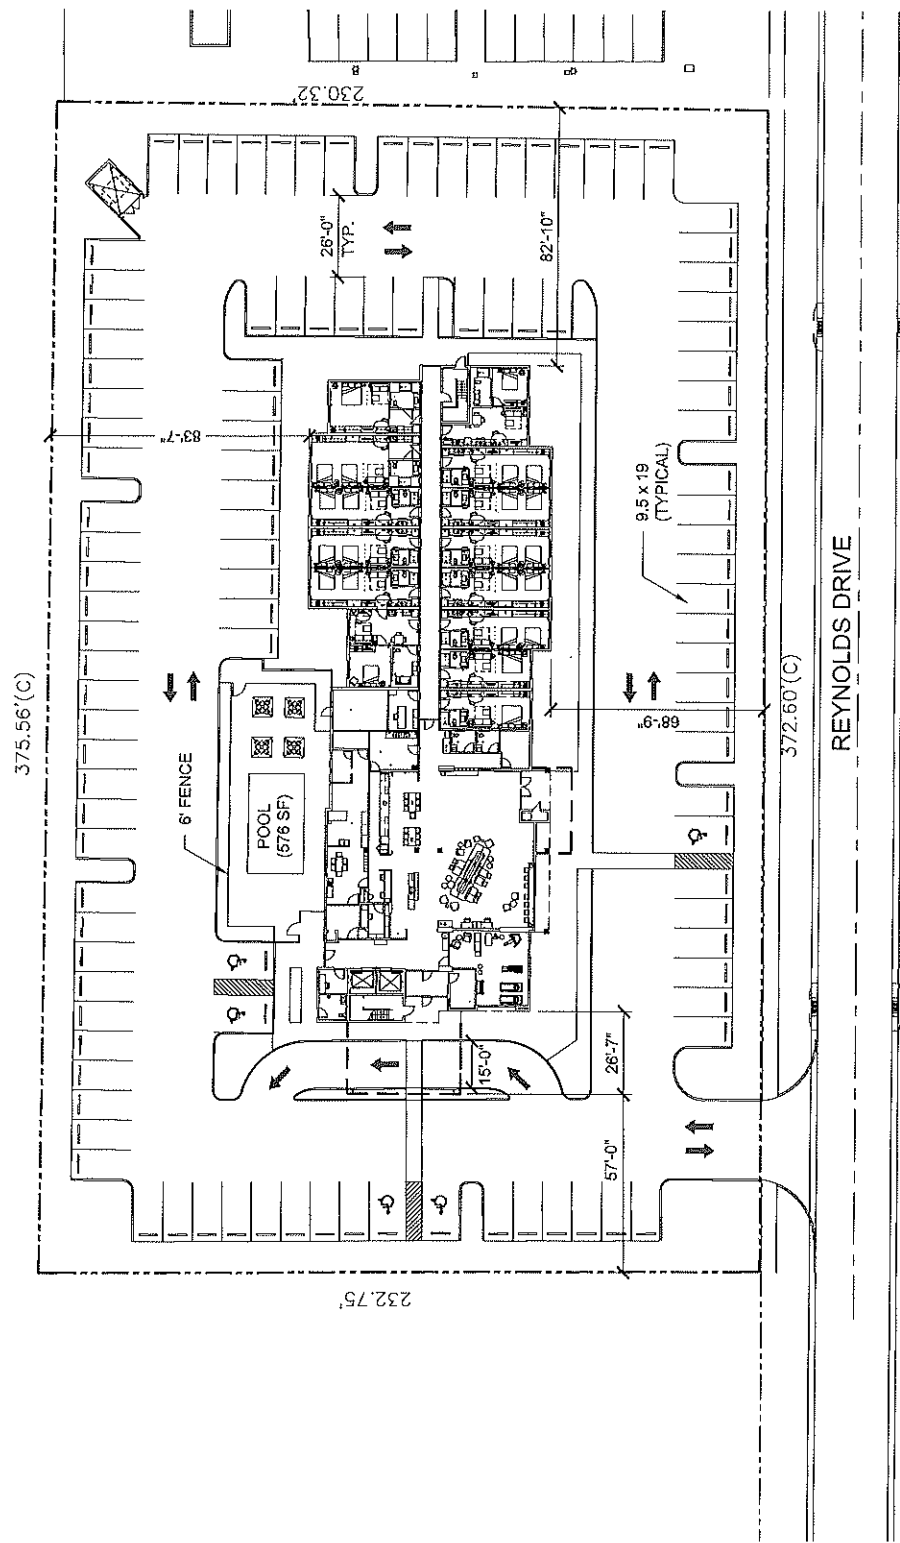 230.32'
26'-0"
TYP.
82'-10"
83'-7"
9.5 x 19
(TYPICAL)
375.56'(C)
6' FENCE
POOL
(576 SF)
68'-9"
372.60'(C)
REYNOLDS DRIVE
15'-0"
26'-7"
57'-0"
232.75'